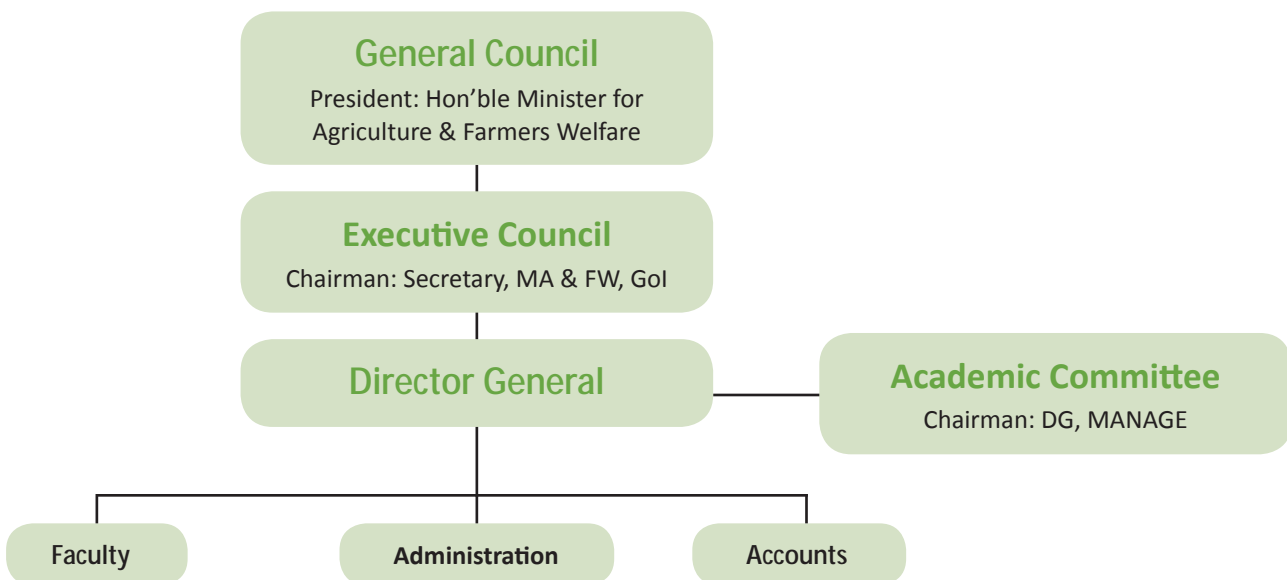 General Council
President: Hon’ble Minister for
Agriculture & Farmers Welfare
Executive Council
Chairman: Secretary, MA & FW, GoI
Director General
Academic Committee
Chairman: DG, MANAGE
Faculty
Administration
Accounts